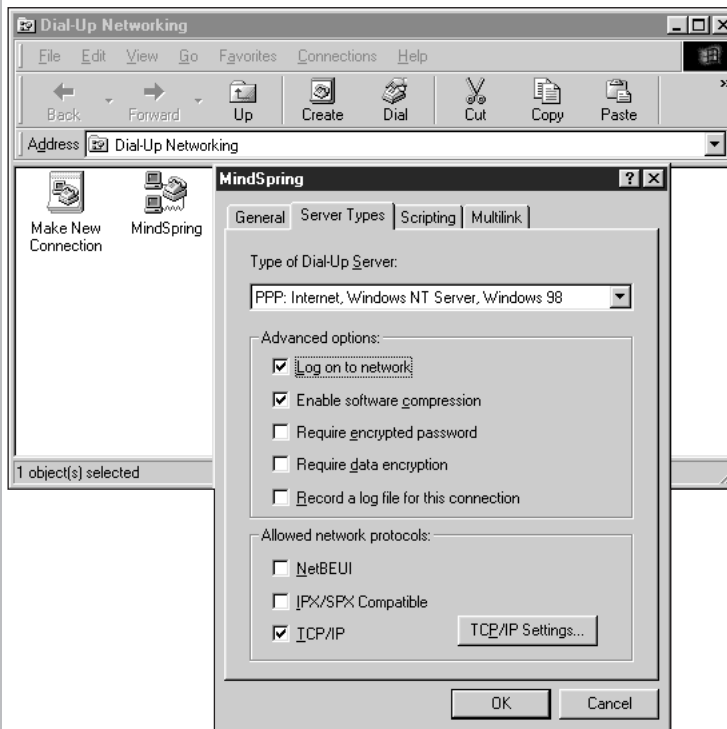 Dial-Up Networking
File Edit View Go Favorites Connections Help
Back Forward Up Create Dial Cut Copy Paste »
Address Dial-Up Networking
Make New
Connection
MindSpring
1 object(s) selected
MindSpring
General Server Types Scripting Multilink
Type of Dial-Up Server:
PPP: Internet, Windows NT Server, Windows 98
Advanced options:
Log on to network
Enable software compression
Require encrypted password
Require data encryption
Record a log file for this connection
Allowed network protocols:
NetBEUI
IPX/SPX Compatible
TCP/IP TCP/IP Settings...
OK Cancel